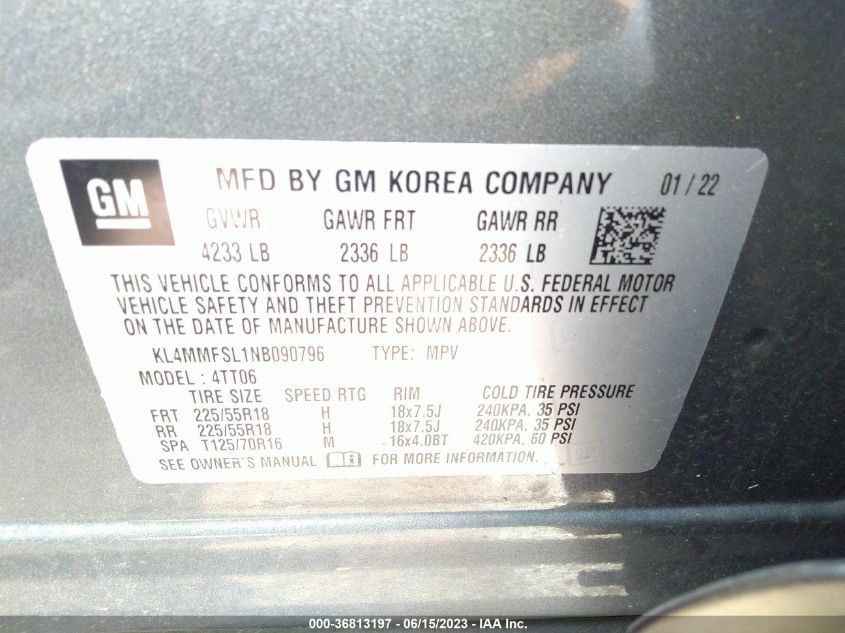 GM MFD BY GM KOREA COMPANY 01/22
GVWR GAWR FRT GAWR RR
4233 LB 2336 LB 2336 LB
THIS VEHICLE CONFORMS TO ALL APPLICABLE U.S. FEDERAL MOTOR
VEHICLE SAFETY AND THEFT PREVENTION STANDARDS IN EFFECT
ON THE DATE OF MANUFACTURE SHOWN ABOVE.
KL4MMFSL1NB090796 TYPE: MPV
MODEL: 4TT06
TIRE SIZE SPEED RTG RIM COLD TIRE PRESSURE
FRT 225/55R18 H 18x7.5J 240KPA, 35 PSI
RR 225/55R18 H 18x7.5J 240KPA, 35 PSI
SPA T125/70R16 M 16x4.0BT 420KPA, 60 PSI
SEE OWNER'S MANUAL FOR MORE INFORMATION.
000-36813197 - 06/15/2023 - IAA Inc.